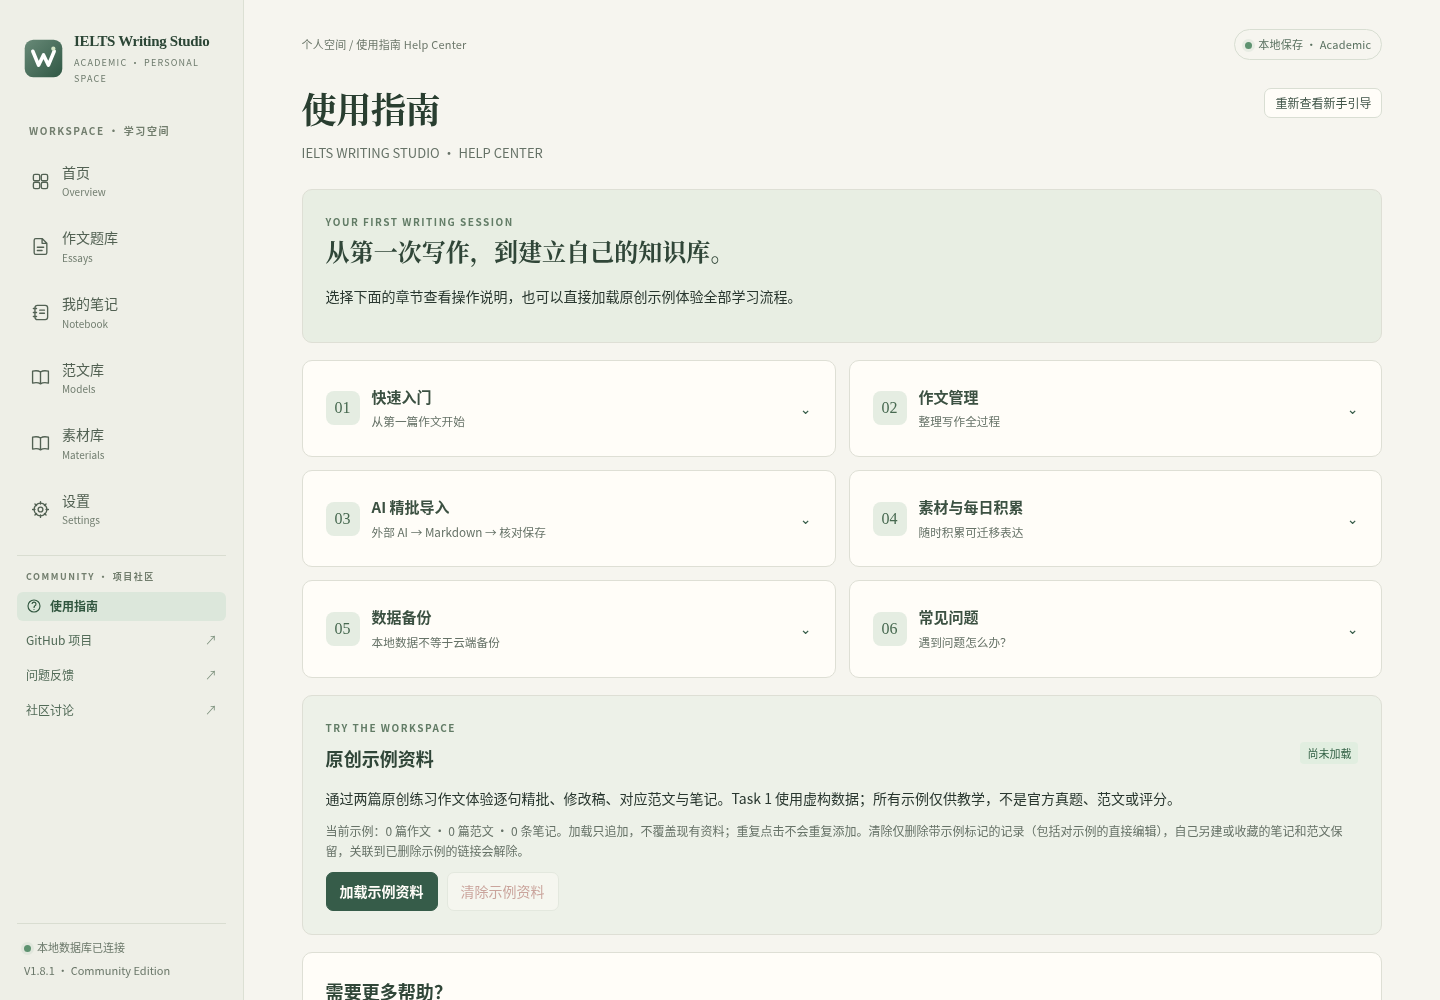 IELTS Writing Studio
ACADEMIC · PERSONAL
SPACE
WORKSPACE · 学习空间
首页
Overview
作文题库
Essays
我的笔记
Notebook
范文库
Models
素材库
Materials
设置
Settings
COMMUNITY · 项目社区
使用指南
GitHub 项目 ↗
问题反馈 ↗
社区讨论 ↗
本地数据库已连接
V1.8.1 · Community Edition
个人空间 / 使用指南 Help Center
本地保存 · Academic
使用指南
重新查看新手引导
IELTS WRITING STUDIO · HELP CENTER
YOUR FIRST WRITING SESSION
从第一次写作，到建立自己的知识库。
选择下面的章节查看操作说明，也可以直接加载原创示例体验全部学习流程。
01 快速入门
从第一篇作文开始
02 作文管理
整理写作全过程
03 AI 精批导入
外部 AI → Markdown → 核对保存
04 素材与每日积累
随时积累可迁移表达
05 数据备份
本地数据不等于云端备份
06 常见问题
遇到问题怎么办？
TRY THE WORKSPACE
原创示例资料
尚未加载
通过两篇原创练习作文体验逐句精批、修改稿、对应范文与笔记。Task 1 使用虚构数据；所有示例仅供教学，不是官方真题、范文或评分。
当前示例：0 篇作文 · 0 篇范文 · 0 条笔记。加载只追加，不覆盖现有资料；重复点击不会重复添加。清除仅删除带示例标记的记录（包括对示例的直接编辑），自己另建或收藏的笔记和范文保
留，关联到已删除示例的链接会解除。
加载示例资料
清除示例资料
需要更多帮助？